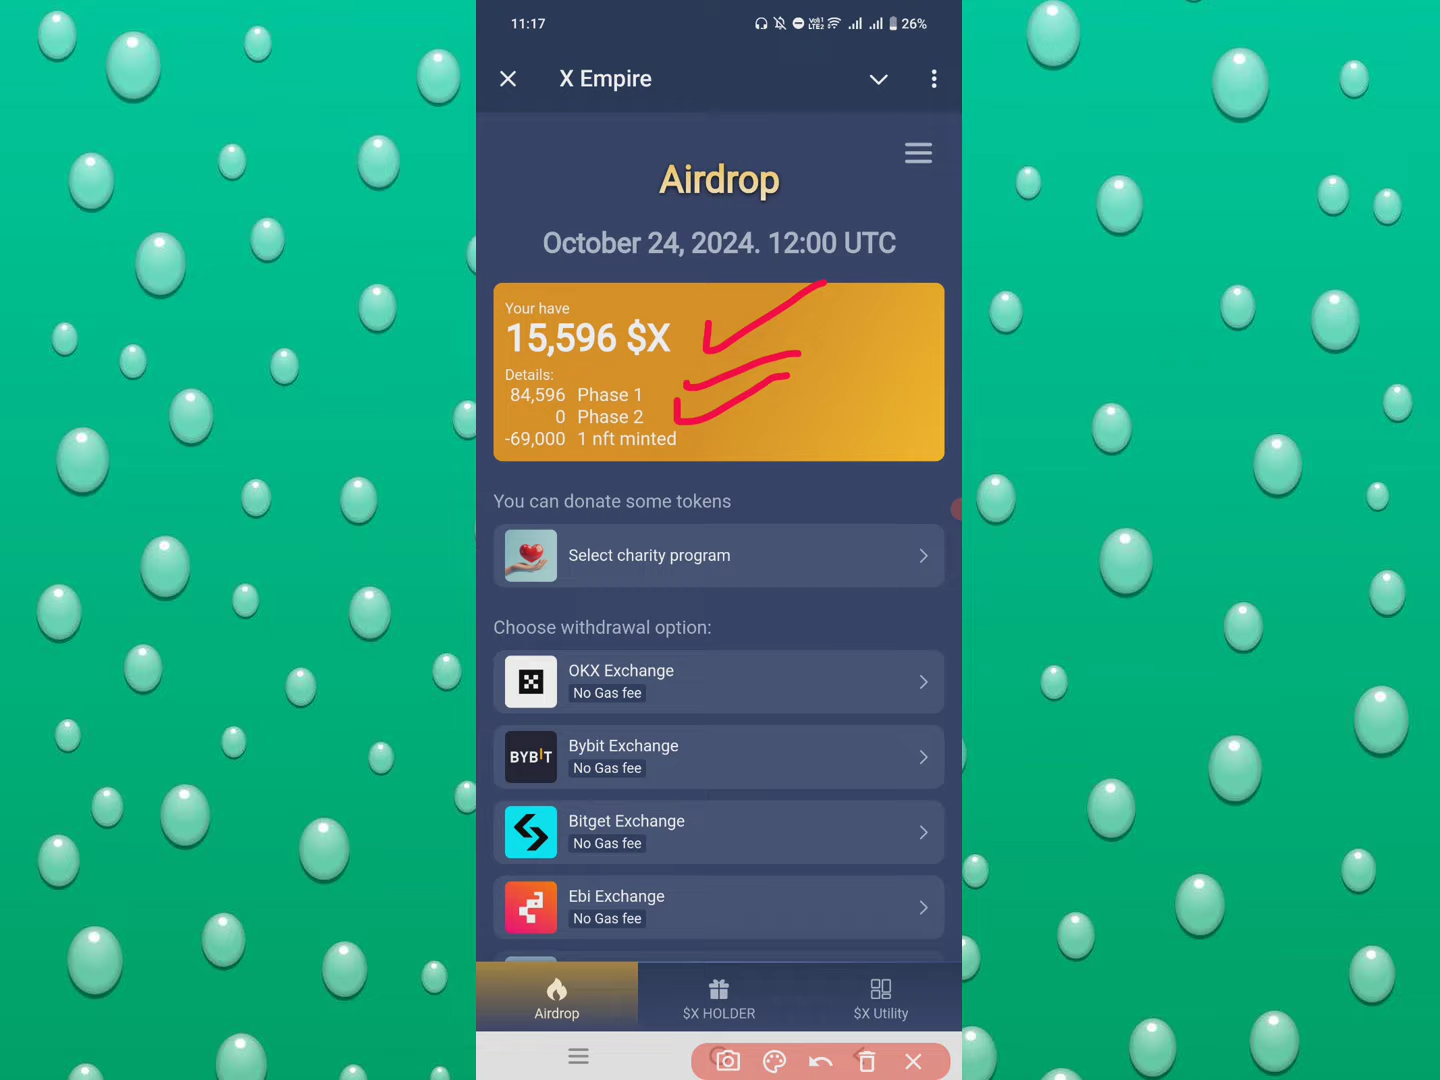 11:17
Vo)) 1
LTE2
26%
X Empire
Airdrop
October 24, 2024. 12:00 UTC
Your have
15,596 $X
Details:
84,596 Phase 1
0 Phase 2
-69,000 1 nft minted
You can donate some tokens
Select charity program
Choose withdrawal option:
OKX Exchange
No Gas fee
BYBIT
Bybit Exchange
No Gas fee
Bitget Exchange
No Gas fee
Ebi Exchange
No Gas fee
Airdrop
$X HOLDER
$X Utility